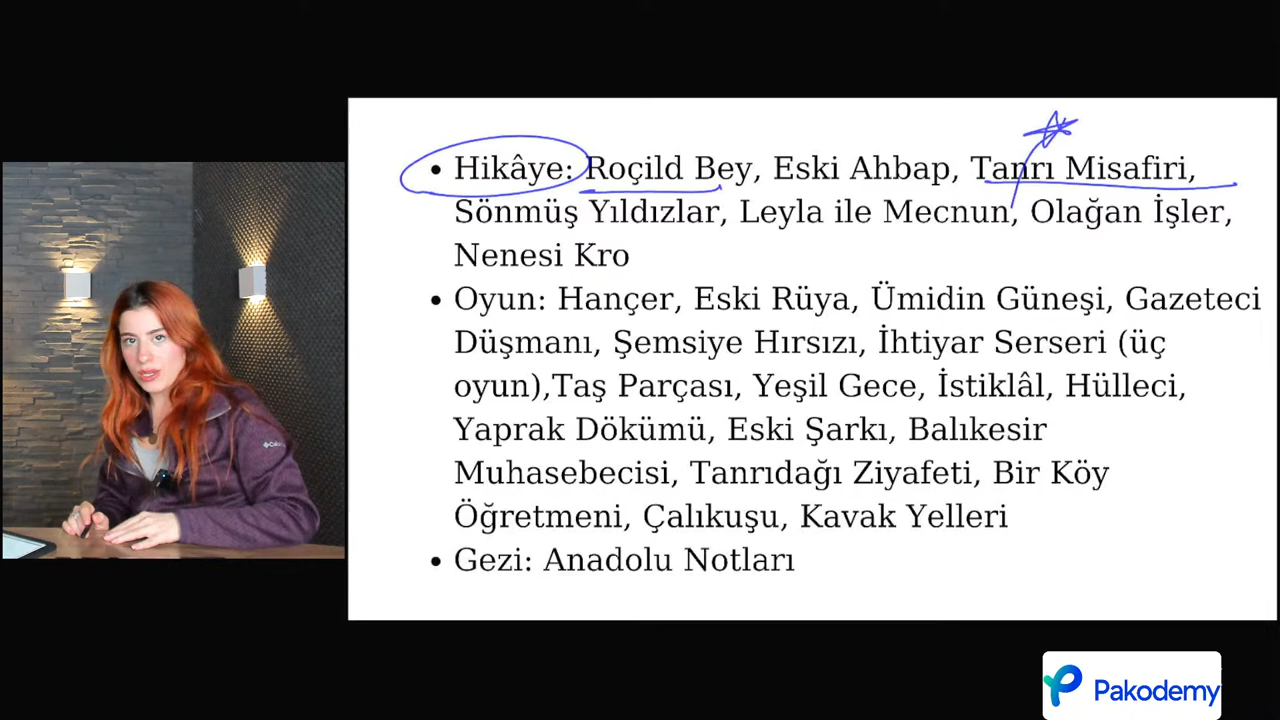 • Hikâye: Roçild Bey, Eski Ahbap, Tanrı Misafiri,
Sönmüş Yıldızlar, Leyla ile Mecnun, Olağan İşler,
Nenesi Kro
• Oyun: Hançer, Eski Rüya, Ümidin Güneşi, Gazeteci
Düşmanı, Şemsiye Hırsızı, İhtiyar Serseri (üç
oyun),Taş Parçası, Yeşil Gece, İstiklâl, Hülleci,
Yaprak Dökümü, Eski Şarkı, Balıkesir
Muhasebecisi, Tanrıdağı Ziyafeti, Bir Köy
Öğretmeni, Çalıkuşu, Kavak Yelleri
• Gezi: Anadolu Notları
Pakodemy